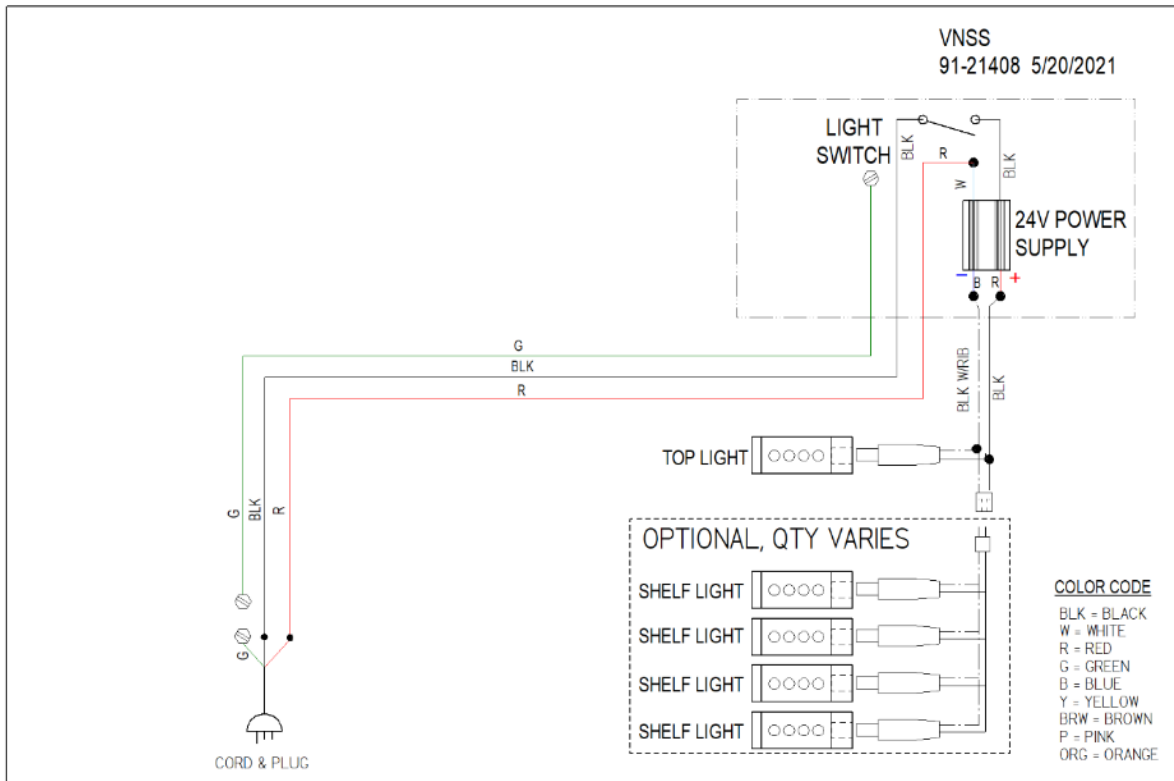 VNSS
91-21408 5/20/2021
LIGHT
SWITCH
BLK
R
BLK
W
24V POWER
SUPPLY
− B R +
G
BLK
R
BLK W/RIB
BLK
TOP LIGHT
G
BLK
R
OPTIONAL, QTY VARIES
SHELF LIGHT
SHELF LIGHT
SHELF LIGHT
SHELF LIGHT
G
CORD & PLUG
COLOR CODE
BLK = BLACK
W = WHITE
R = RED
G = GREEN
B = BLUE
Y = YELLOW
BRW = BROWN
P = PINK
ORG = ORANGE